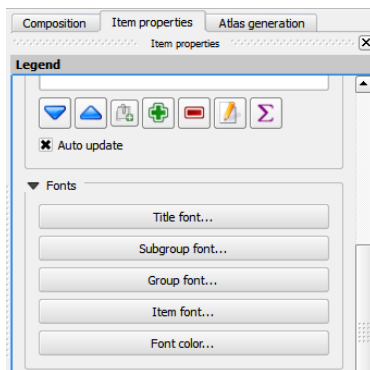 Composition Item properties Atlas generation
Item properties
Legend
Σ
Auto update
Fonts
Title font...
Subgroup font...
Group font...
Item font...
Font color...